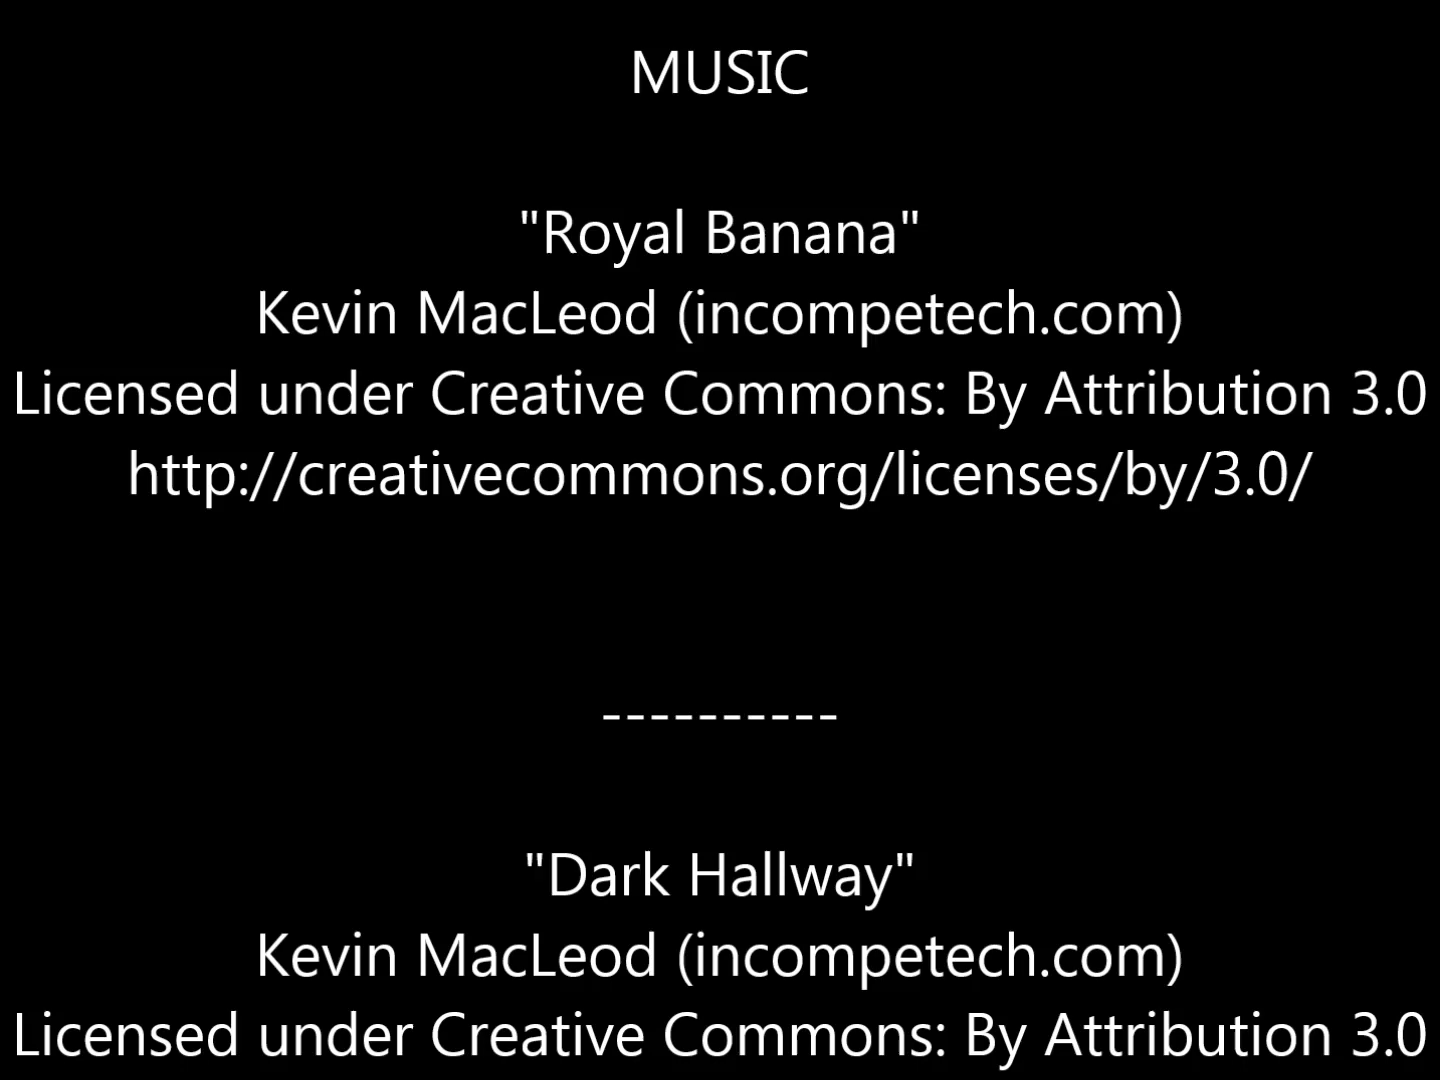 MUSIC
"Royal Banana"
Kevin MacLeod (incompetech.com)
Licensed under Creative Commons: By Attribution 3.0
http://creativecommons.org/licenses/by/3.0/
----------
"Dark Hallway"
Kevin MacLeod (incompetech.com)
Licensed under Creative Commons: By Attribution 3.0